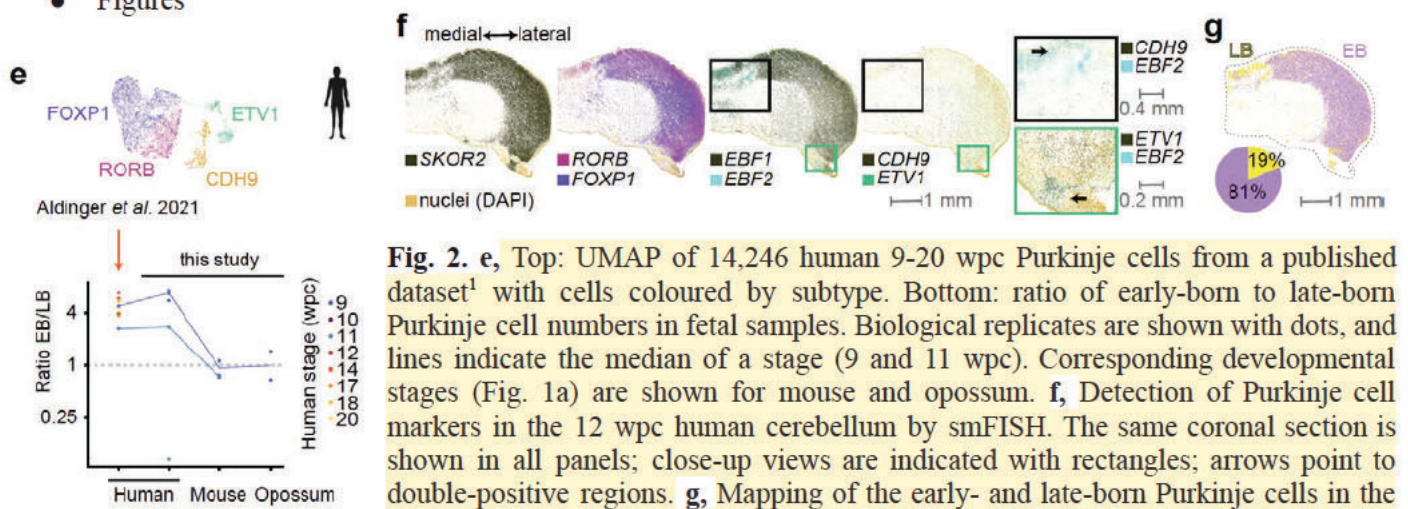 ● Figures
e
FOXP1
ETV1
RORB
CDH9
Aldinger et al. 2021
this study
Ratio EB/LB
4
1
0.25
Human Mouse Opossum
Human stage (wpc)
9
10
11
12
14
17
18
20
f
medial lateral
SKOR2
nuclei (DAPI)
RORB
FOXP1
EBF1
EBF2
CDH9
ETV1
1 mm
CDH9
EBF2
0.4 mm
ETV1
EBF2
0.2 mm
g
LB EB
19%
81%
1 mm
Fig. 2. e, Top: UMAP of 14,246 human 9-20 wpc Purkinje cells from a published
dataset1 with cells coloured by subtype. Bottom: ratio of early-born to late-born
Purkinje cell numbers in fetal samples. Biological replicates are shown with dots, and
lines indicate the median of a stage (9 and 11 wpc). Corresponding developmental
stages (Fig. 1a) are shown for mouse and opossum. f, Detection of Purkinje cell
markers in the 12 wpc human cerebellum by smFISH. The same coronal section is
shown in all panels; close-up views are indicated with rectangles; arrows point to
double-positive regions. g, Mapping of the early- and late-born Purkinje cells in the